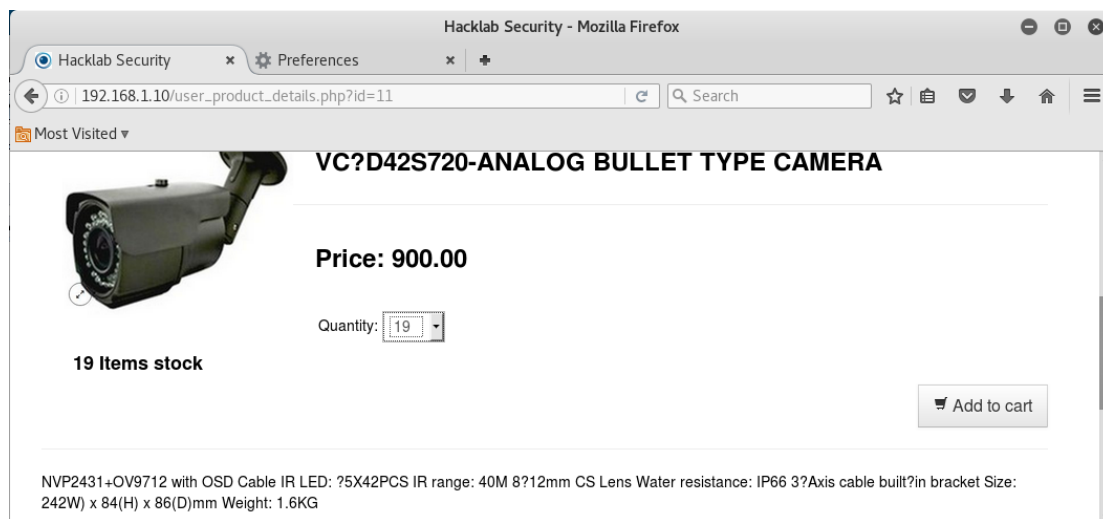 Hacklab Security - Mozilla Firefox
Hacklab Security
Preferences
192.168.1.10/user_product_details.php?id=11
Search
Most Visited
VC?D42S720-ANALOG BULLET TYPE CAMERA
Price: 900.00
Quantity: 19
19 Items stock
Add to cart
NVP2431+OV9712 with OSD Cable IR LED: ?5X42PCS IR range: 40M 8?12mm CS Lens Water resistance: IP66 3?Axis cable built?in bracket Size:
242W) x 84(H) x 86(D)mm Weight: 1.6KG